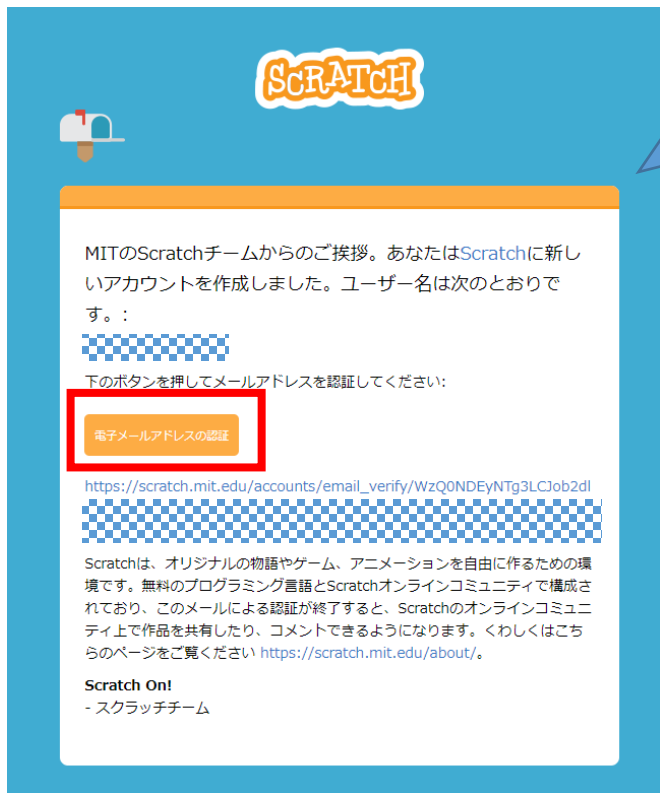 SCRATCH
MITのScratchチームからのご挨拶。あなたはScratchに新し
いアカウントを作成しました。ユーザー名は次のとおりで
す。:
下のボタンを押してメールアドレスを認証してください:
電子メールアドレスの認証
https://scratch.mit.edu/accounts/email_verify/WzQ0NDEyNTg3LCJob2dl
Scratchは、オリジナルの物語やゲーム、アニメーションを自由に作るための環
境です。無料のプログラミング言語とScratchオンラインコミュニティで構成さ
れており、このメールによる認証が終了すると、Scratchのオンラインコミュニ
ティ上で作品を共有したり、コメントできるようになります。くわしくはこち
らのページをご覧ください https://scratch.mit.edu/about/。
Scratch On!
- スクラッチチーム